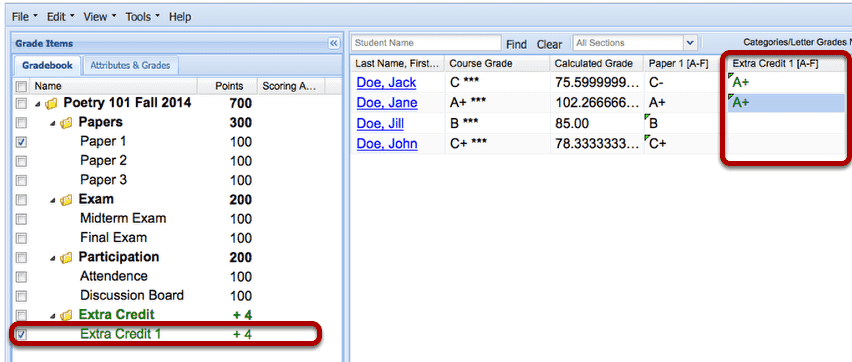 File Edit View Tools Help
Grade Items
Gradebook Attributes & Grades
Name Points Scoring A...
Poetry 101 Fall 2014 700
Papers 300
Paper 1 100
Paper 2 100
Paper 3 100
Exam 200
Midterm Exam 100
Final Exam 100
Participation 200
Attendence 100
Discussion Board 100
Extra Credit + 4
Extra Credit 1 + 4
Student Name Find Clear All Sections Categories/Letter Grades
Last Name, First... Course Grade Calculated Grade Paper 1 [A-F] Extra Credit 1 [A-F]
Doe, Jack C *** 75.5999999... C- A+
Doe, Jane A+ *** 102.266666... A+ A+
Doe, Jill B *** 85.00 B
Doe, John C+ *** 78.3333333... C+